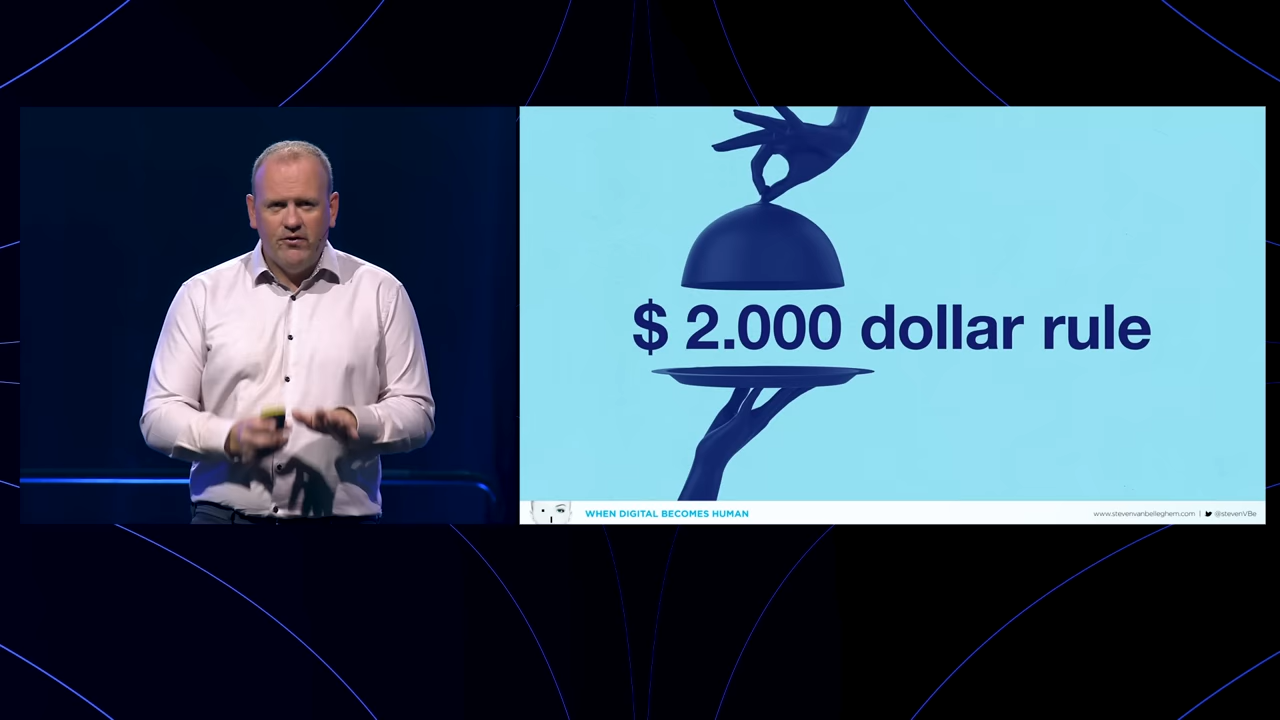 $ 2.000 dollar rule
WHEN DIGITAL BECOMES HUMAN
www.stevenvanbelleghem.com | @stevenVBe